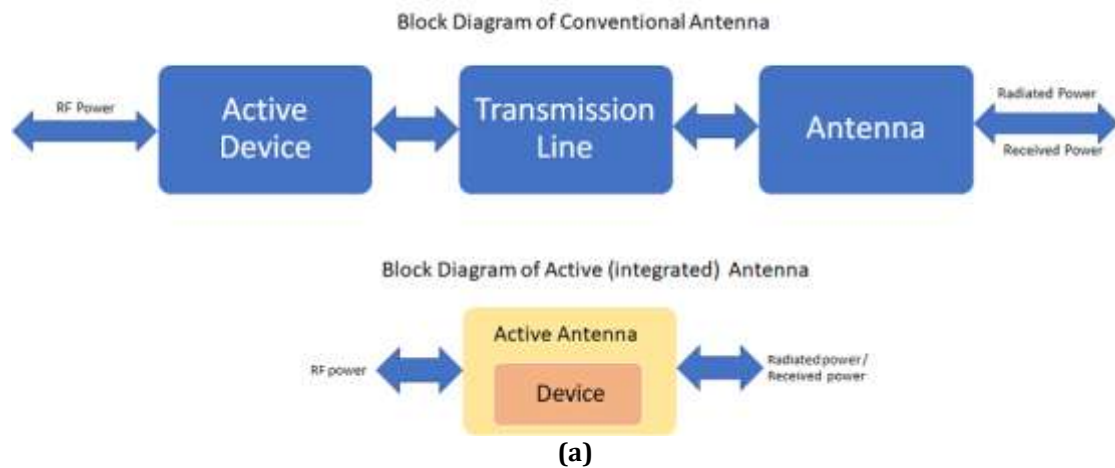 Block Diagram of Conventional Antenna
RF Power
Active
Device
Transmission
Line
Antenna
Radiated Power
Received Power
Block Diagram of Active (integrated) Antenna
RF power
Active Antenna
Device
Radiated power/
Received power
(a)